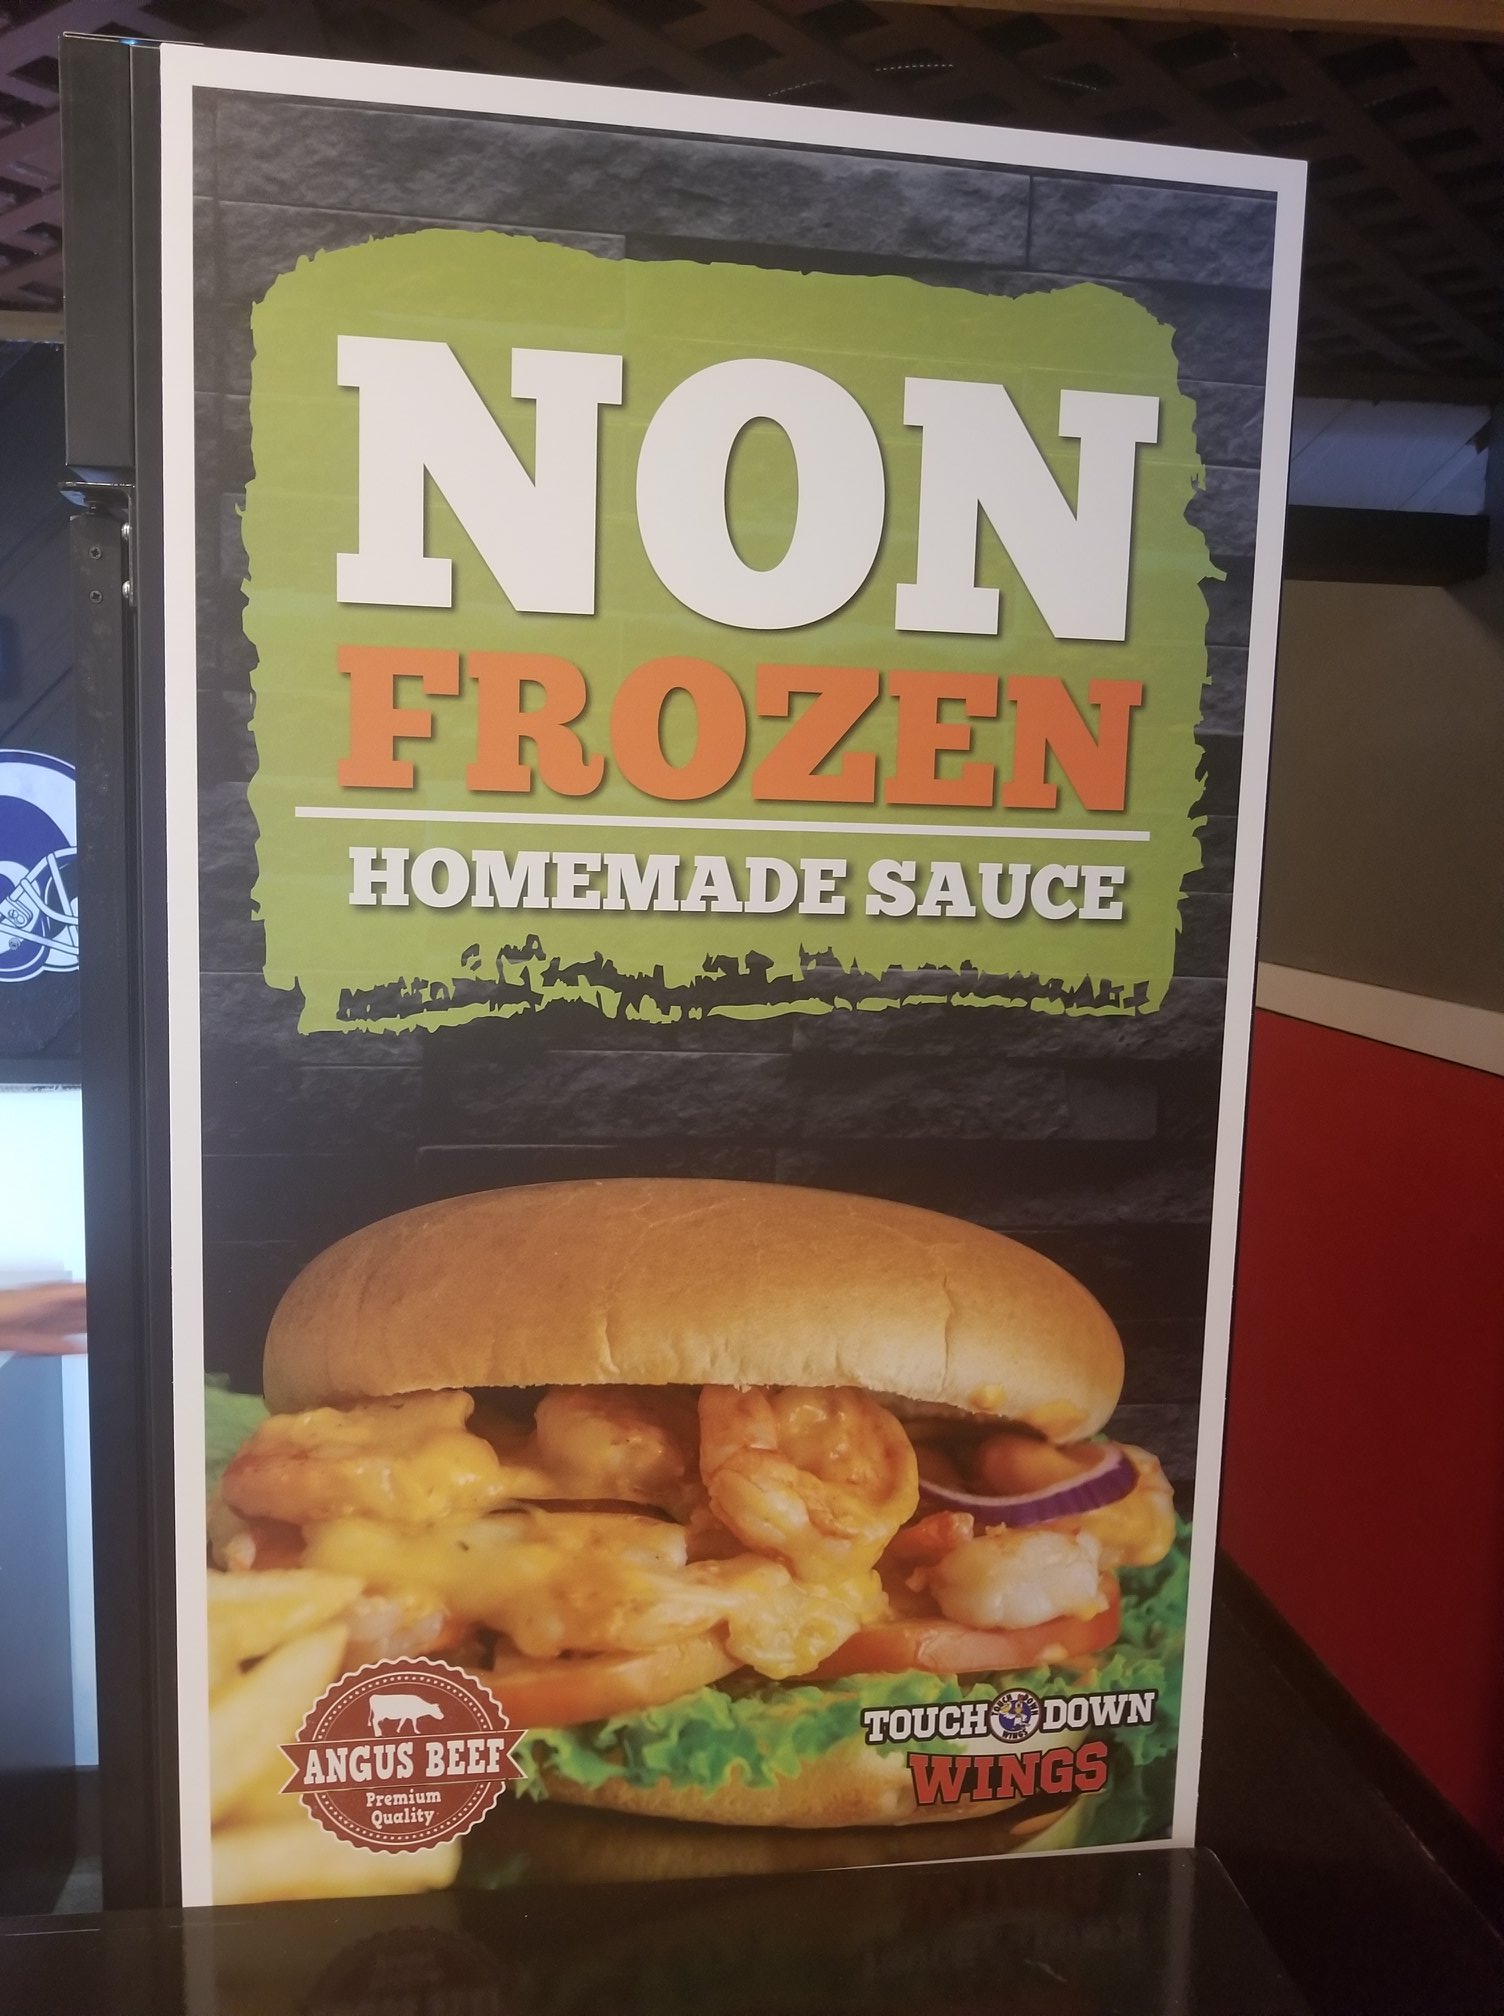 NON
FROZEN
HOMEMADE SAUCE
ANGUS BEEF
Premium
Quality
TOUCH DOWN
WINGS